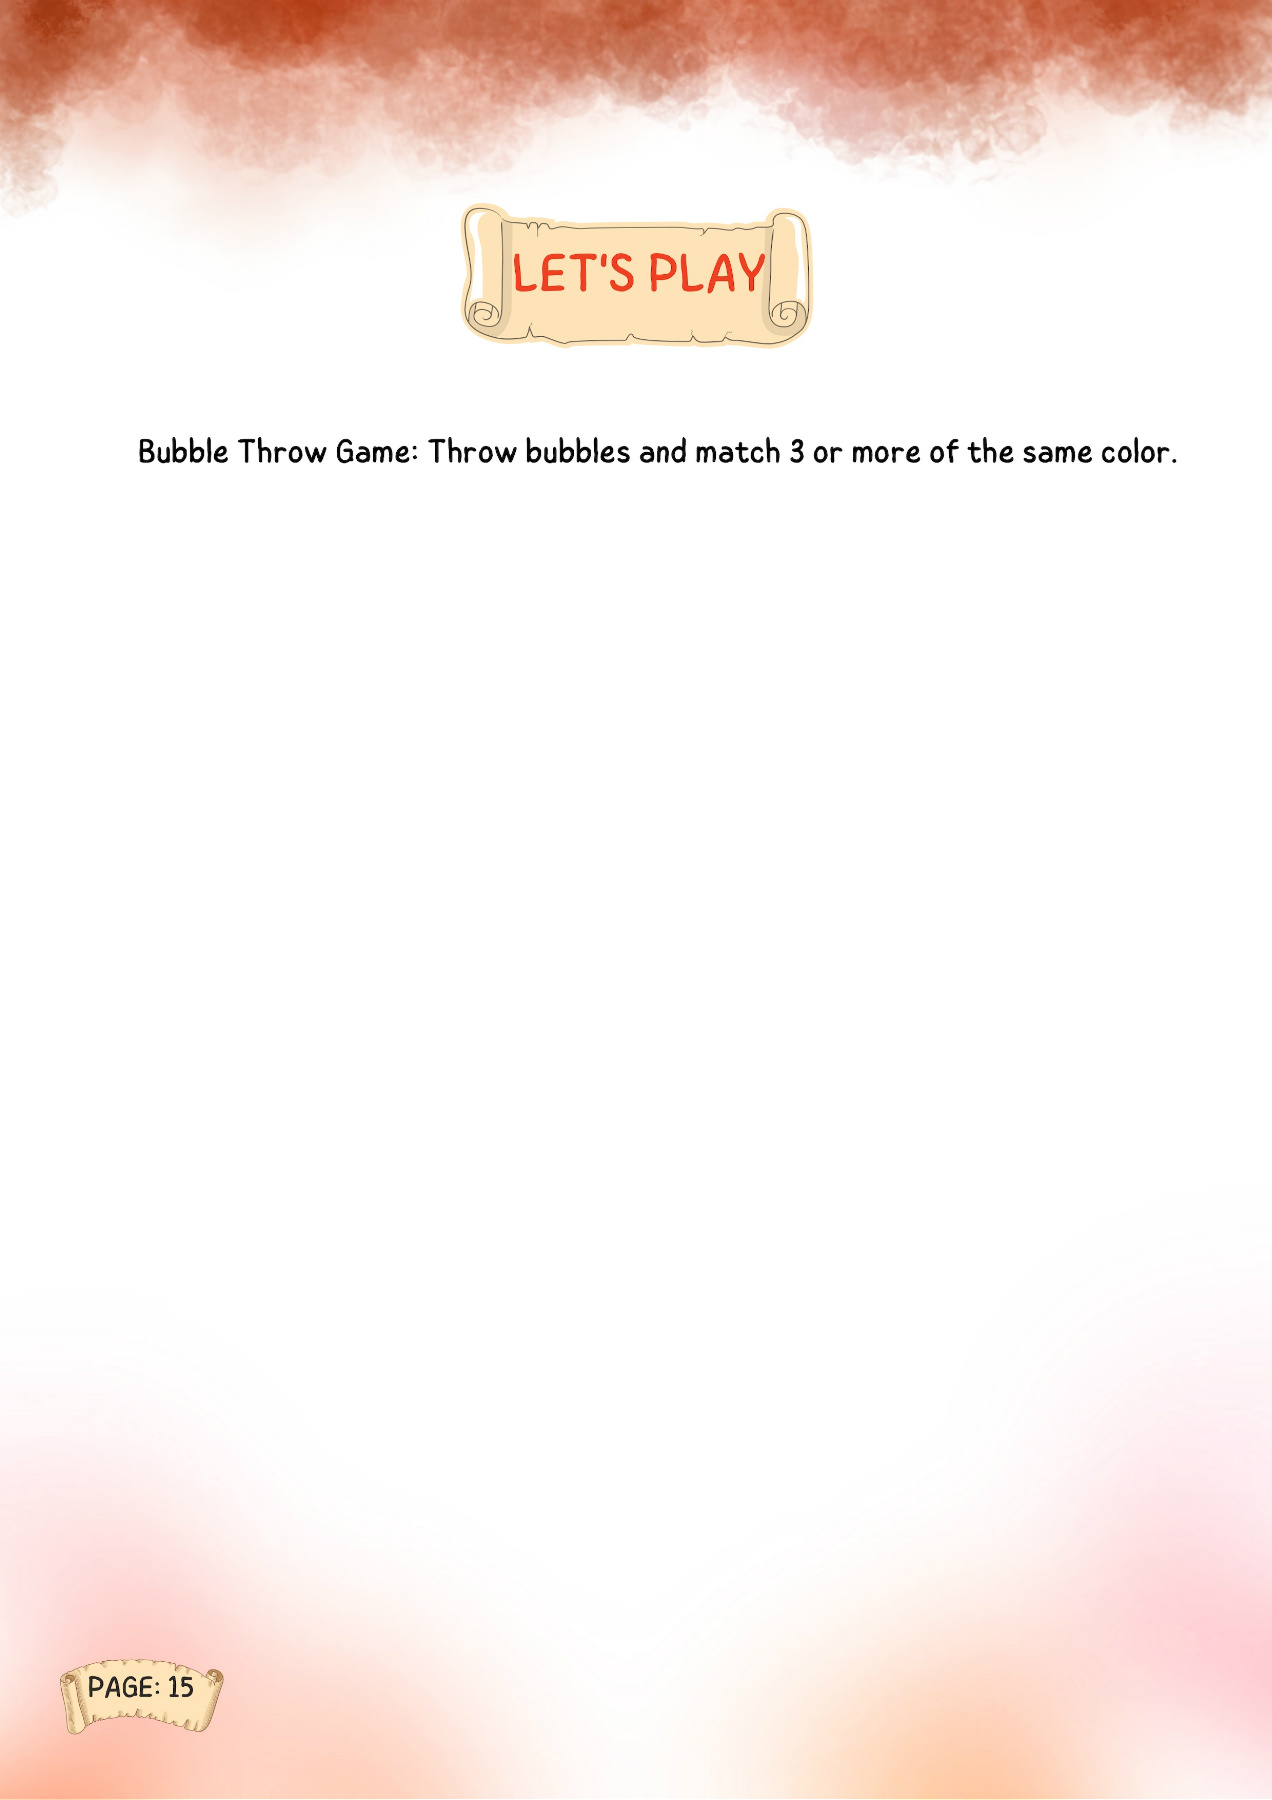 LET'S PLAY
Bubble Throw Game: Throw bubbles and match 3 or more of the same color.
PAGE: 15